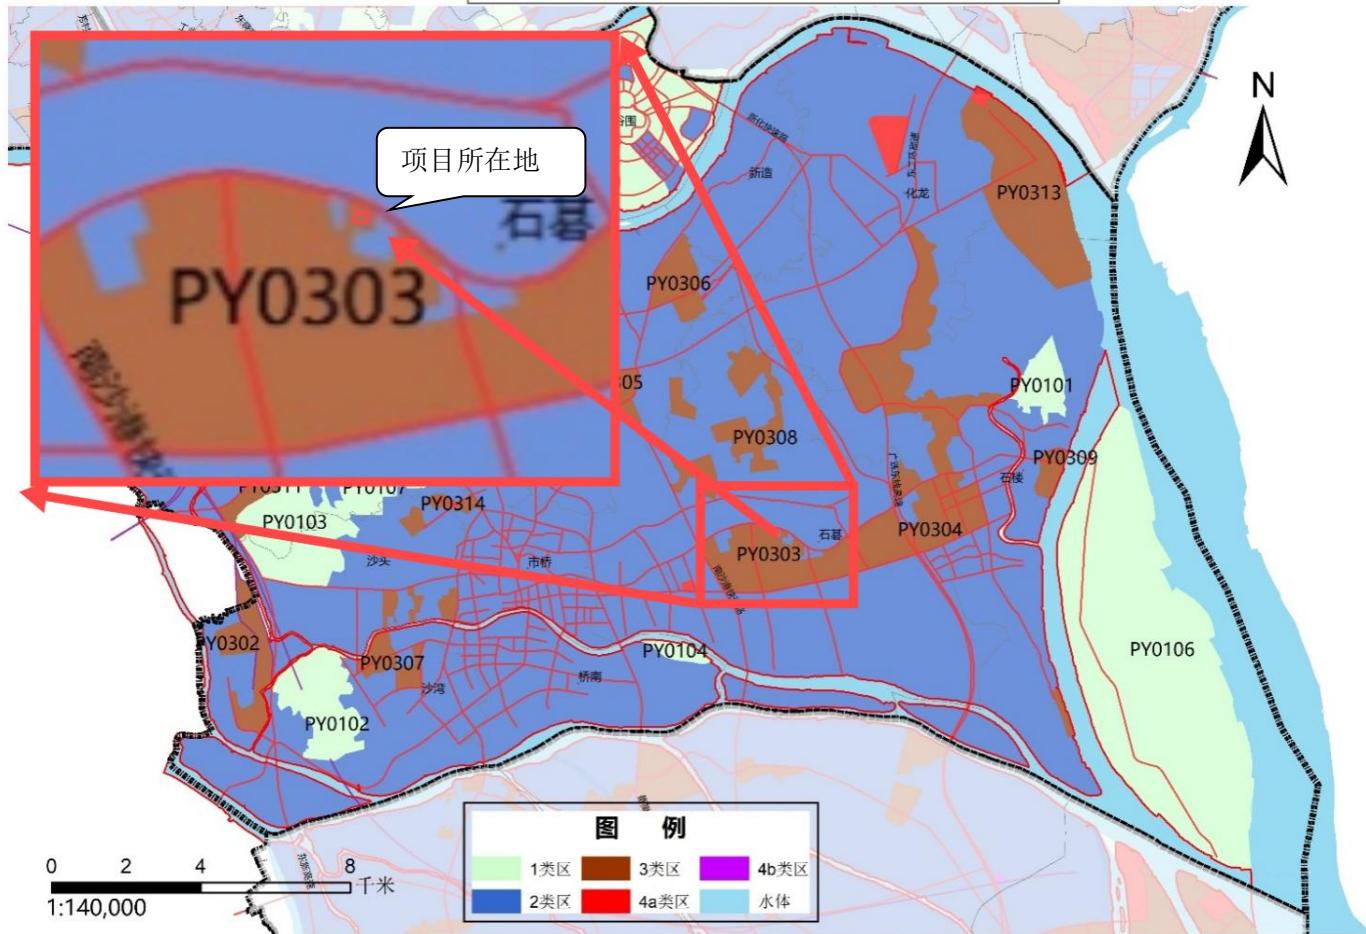 N
项目所在地
石碁
PY0303
新造
化龙
PY0313
PY0306
PY0101
PY0308
PY0309
石楼
PY0314
PY0103
PY0304
石碁
PY0303
沙头
市桥
PY0302
PY0307
PY0104
PY0106
沙湾
桥南
PY0102
图 例
1类区 3类区 4b类区
2类区 4a类区 水体
0 2 4 8 千米
1:140,000